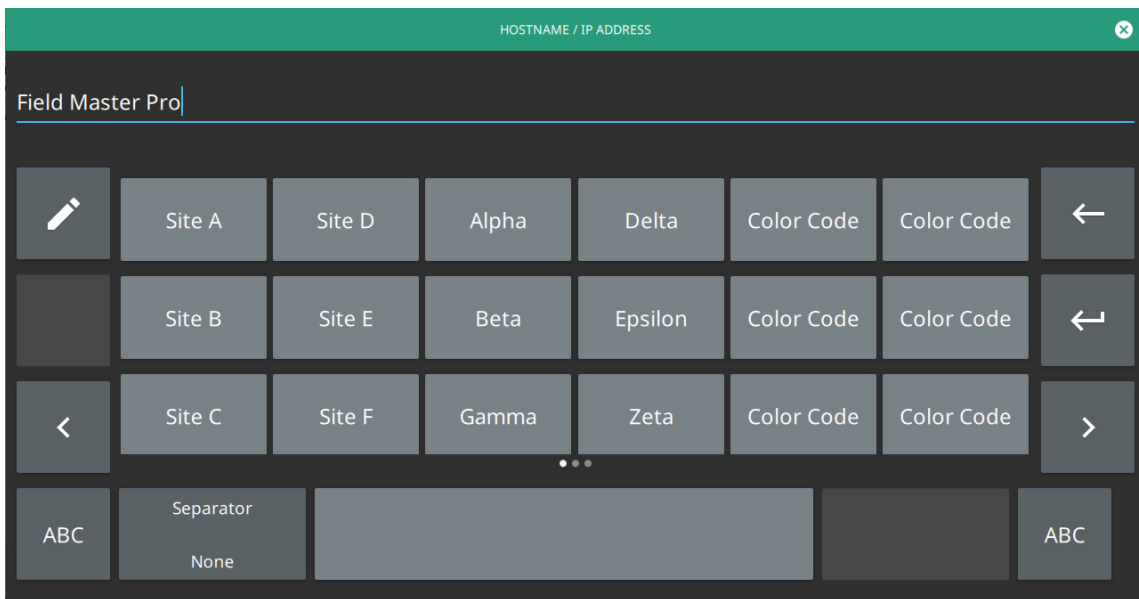 HOSTNAME / IP ADDRESS
Field Master Pro
Site A Site D Alpha Delta Color Code Color Code
Site B Site E Beta Epsilon Color Code Color Code
Site C Site F Gamma Zeta Color Code Color Code
Separator
ABC ABC
None